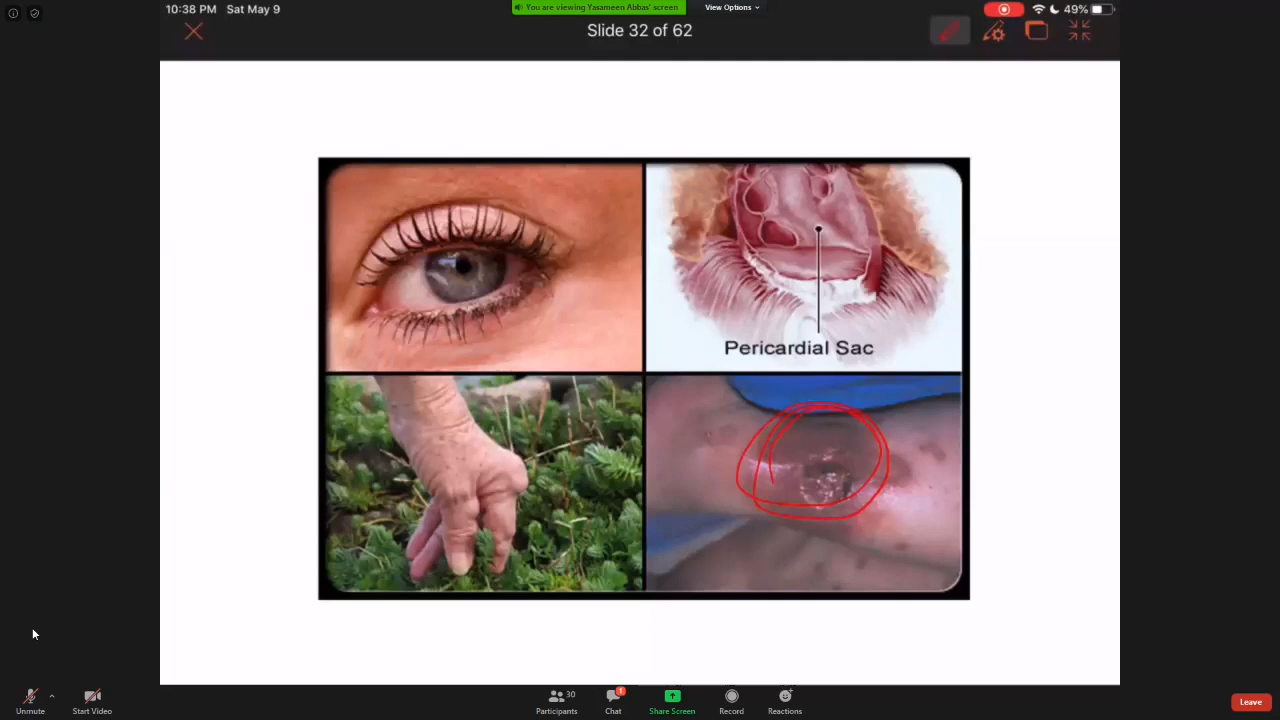 10:38 PM Sat May 9
You are viewing Yasameen Abbas' screen
View Options
49%
Slide 32 of 62
Pericardial Sac
Unmute
Start Video
30
Participants
1
Chat
Share Screen
Record
Reactions
Leave